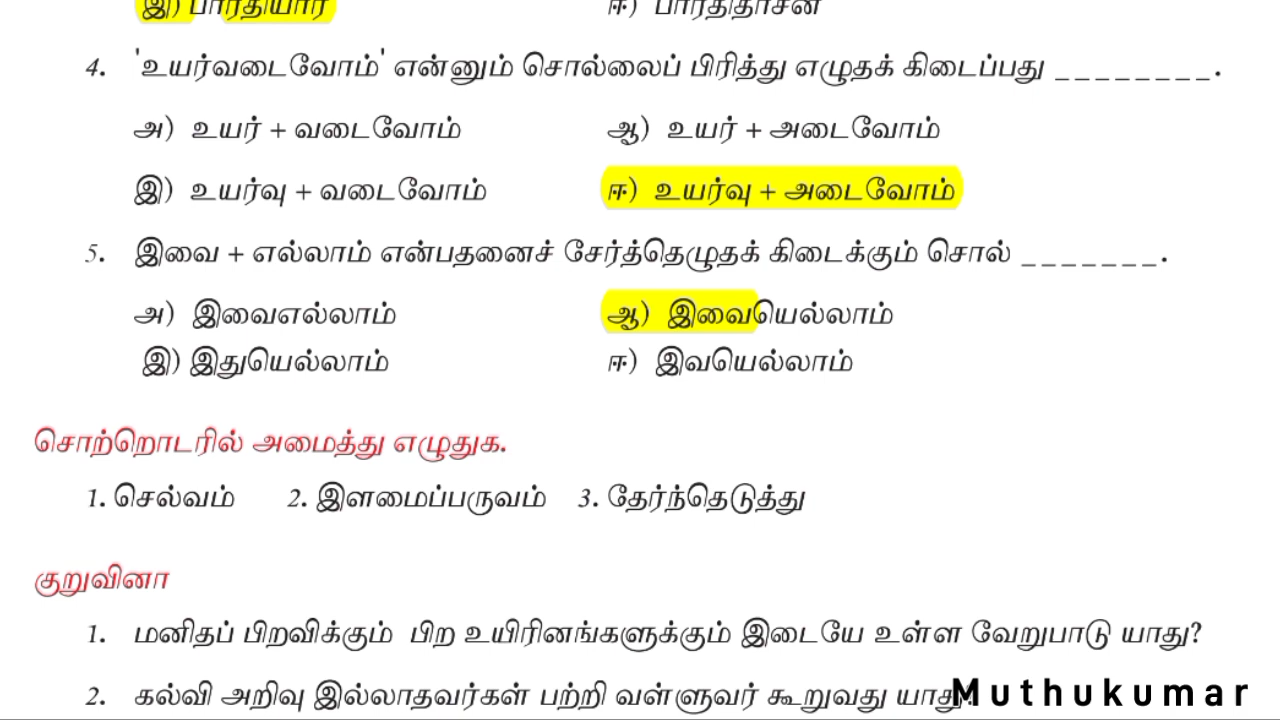 இ) பாரதியார் ஈ) பாரதிதாசன்
4. 'உயர்வடைவோம்' என்னும் சொல்லைப் பிரித்து எழுதக் கிடைப்பது ________.
அ) உயர் + வடைவோம் ஆ) உயர் + அடைவோம்
இ) உயர்வு + வடைவோம் ஈ) உயர்வு + அடைவோம்
5. இவை + எல்லாம் என்பதனைச் சேர்த்தெழுதக் கிடைக்கும் சொல் _______.
அ) இவைஎல்லாம் ஆ) இவையெல்லாம்
இ) இதுயெல்லாம் ஈ) இவயெல்லாம்
சொற்றொடரில் அமைத்து எழுதுக.
1. செல்வம் 2. இளமைப்பருவம் 3. தேர்ந்தெடுத்து
குறுவினா
1. மனிதப் பிறவிக்கும் பிற உயிரினங்களுக்கும் இடையே உள்ள வேறுபாடு யாது?
2. கல்வி அறிவு இல்லாதவர்கள் பற்றி வள்ளுவர் கூறுவது யாது?
Muthukumar